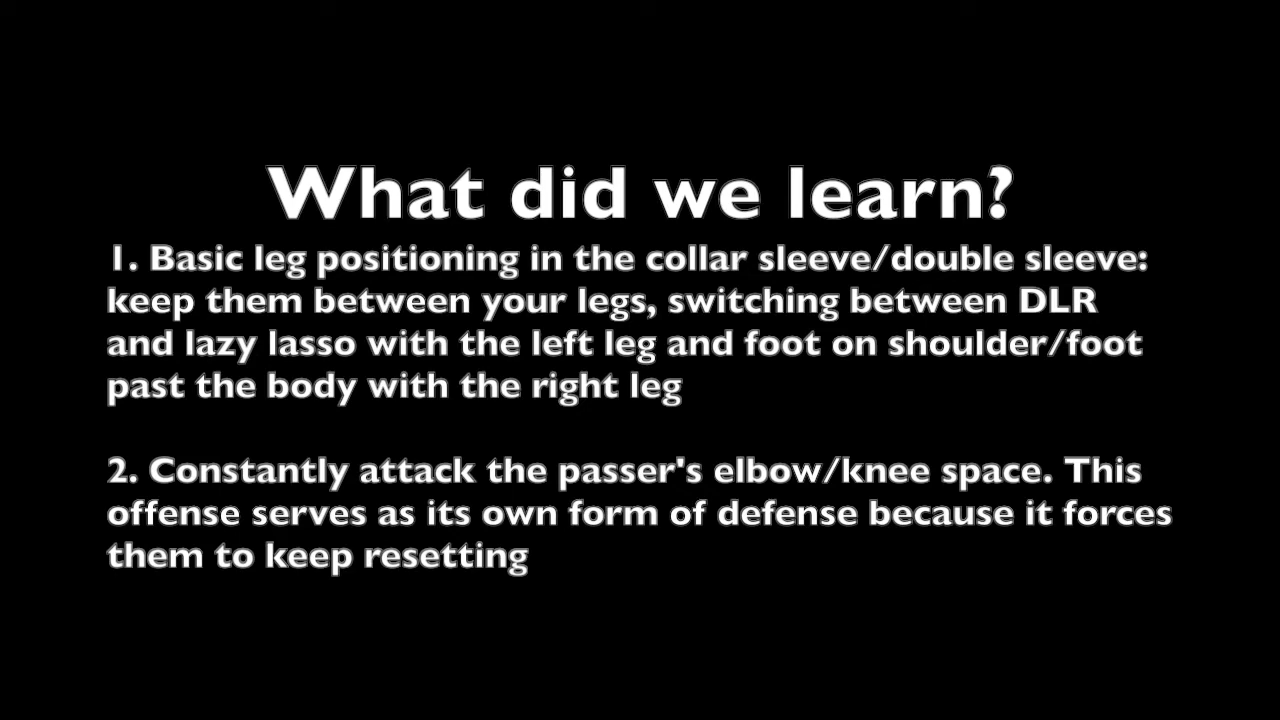 What did we learn?
1. Basic leg positioning in the collar sleeve/double sleeve:
keep them between your legs, switching between DLR
and lazy lasso with the left leg and foot on shoulder/foot
past the body with the right leg
2. Constantly attack the passer's elbow/knee space. This
offense serves as its own form of defense because it forces
them to keep resetting